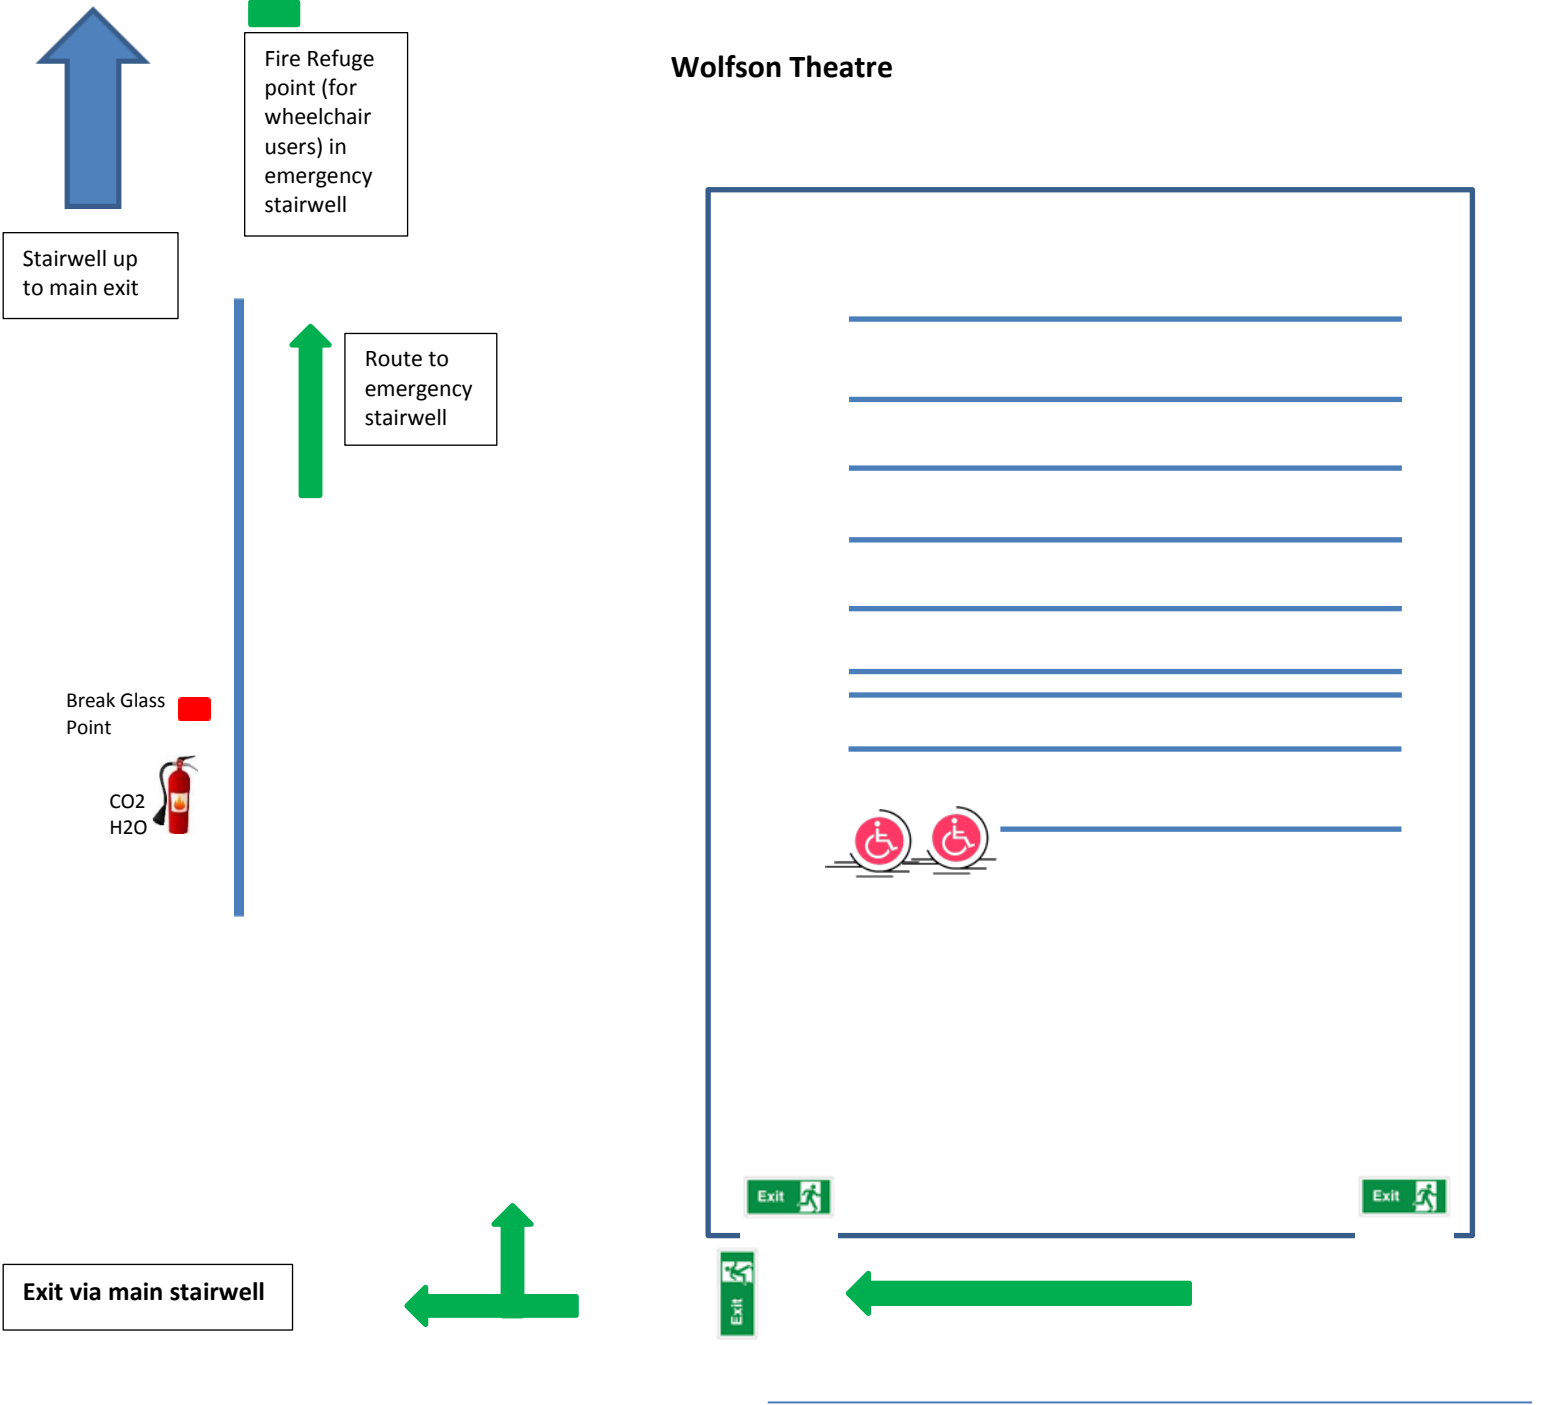 Wolfson Theatre
Fire Refuge
point (for
wheelchair
users) in
emergency
stairwell
Stairwell up
to main exit
Route to
emergency
stairwell
Break Glass
Point
CO2
H2O
Exit
Exit
Exit via main stairwell
Exit